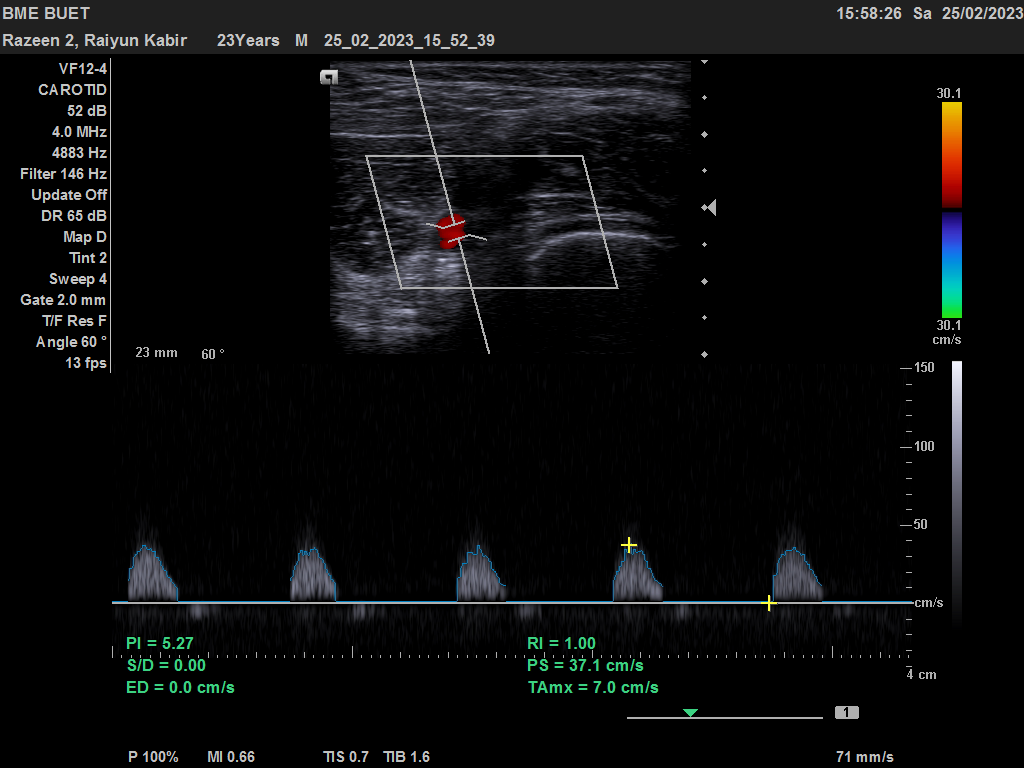 BME BUET 15:58:26 Sa 25/02/2023
Razeen 2, Raiyun Kabir 23Years M 25_02_2023_15_52_39
VF12-4
CAROTID
52 dB
4.0 MHz
4883 Hz
Filter 146 Hz
Update Off
DR 65 dB
Map D
Tint 2
Sweep 4
Gate 2.0 mm
T/F Res F
Angle 60 °
13 fps
23 mm 60 °
30.1
30.1
cm/s
150
100
50
cm/s
4 cm
PI = 5.27
S/D = 0.00
ED = 0.0 cm/s
RI = 1.00
PS = 37.1 cm/s
TAmx = 7.0 cm/s
1
P 100% MI 0.66 TIS 0.7 TIB 1.6 71 mm/s